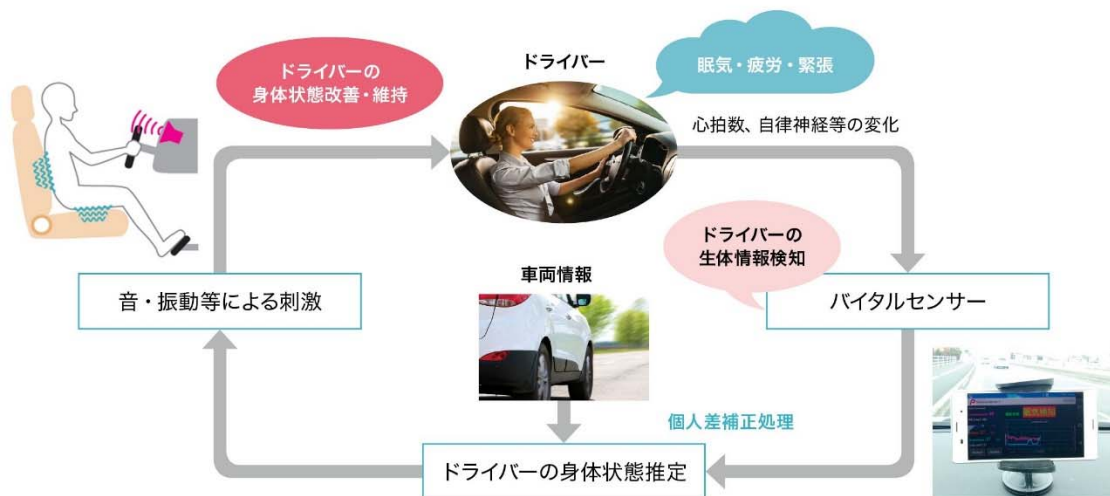 ドライバーの
身体状態改善・維持
ドライバー
眠気・疲労・緊張
心拍数、自律神経等の変化
ドライバーの
生体情報検知
車両情報
音・振動等による刺激
バイタルセンサー
個人差補正処理
ドライバーの身体状態推定